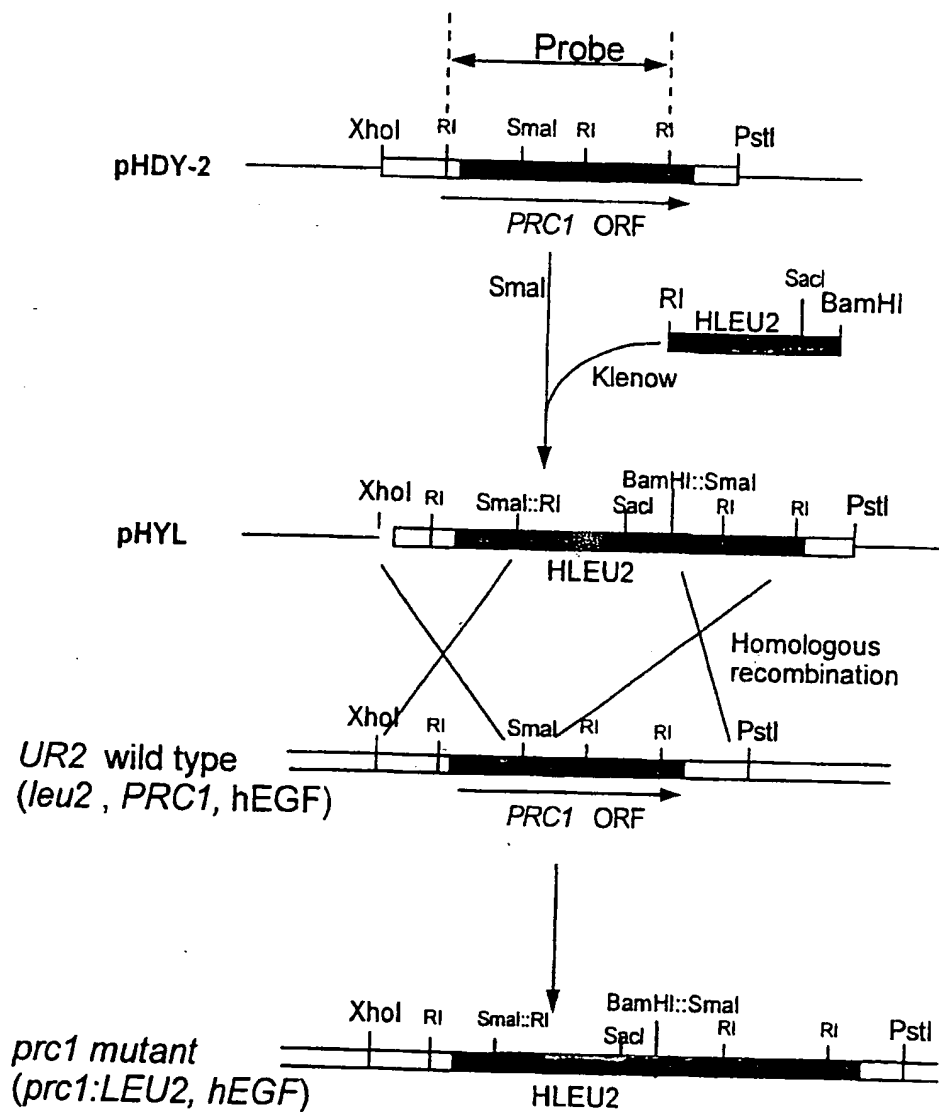 Probe
XhoI RI SmaI RI RI PstI
pHDY-2
PRC1 ORF
SmaI
RI HLEU2 SacI BamHI
Klenow
XhoI RI SmaI::RI SacI BamHI::SmaI RI RI PstI
pHYL
HLEU2
Homologous
recombination
XhoI RI SmaI RI RI PstI
UR2 wild type
(leu2 , PRC1, hEGF)
PRC1 ORF
XhoI RI SmaI::RI SacI BamHI::SmaI RI RI PstI
prc1 mutant
(prc1:LEU2, hEGF)
HLEU2